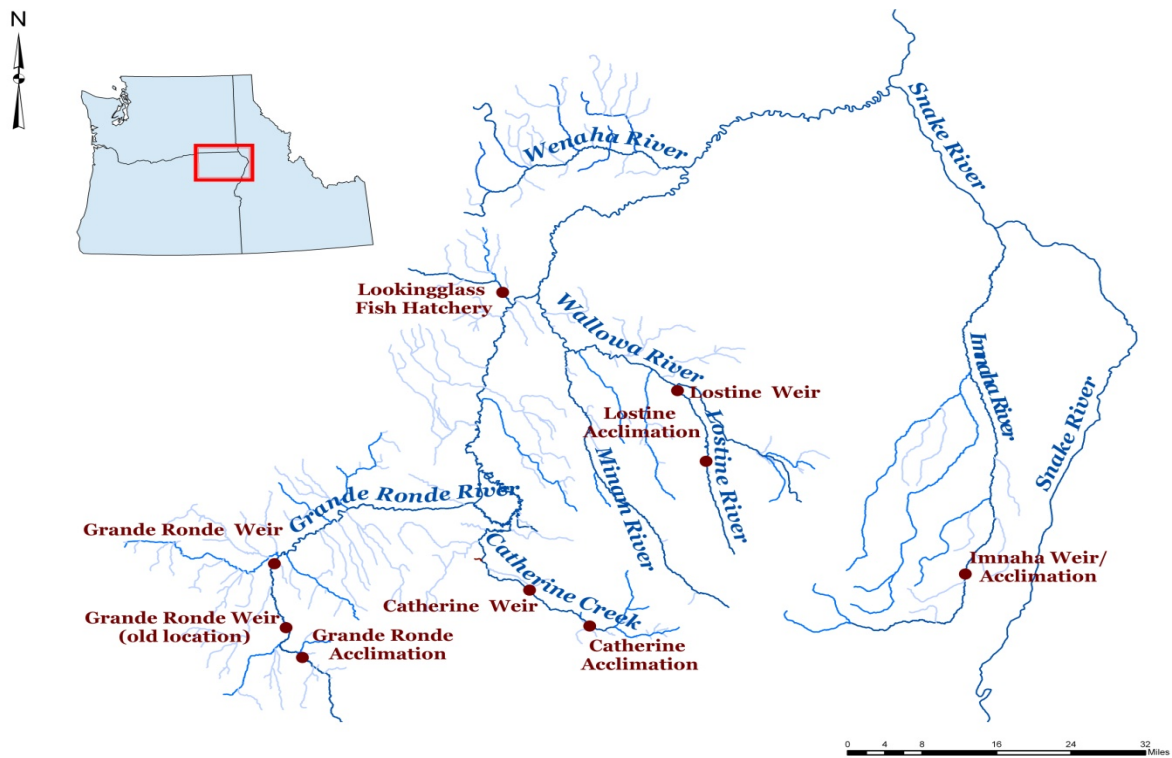 N
Snake River
Wenaha River
Lookingglass
Fish Hatchery
Wallowa River
Imnaha River
Lostine Weir
Lostine
Acclimation
Lostine River
Snake River
Minam River
Grande Ronde River
Grande Ronde Weir
Catherine Creek
Imnaha Weir/
Acclimation
Catherine Weir
Grande Ronde Weir
(old location)
Grande Ronde
Acclimation
Catherine
Acclimation
0 4 8 16 24 32
Miles